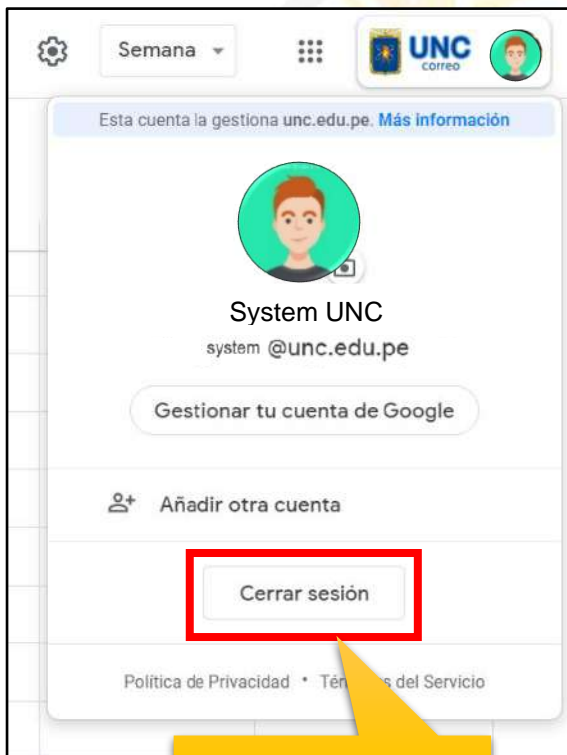 Semana
UNC
correo
Esta cuenta la gestiona unc.edu.pe. Más información
System UNC
system @unc.edu.pe
Gestionar tu cuenta de Google
Añadir otra cuenta
Cerrar sesión
Política de Privacidad • del Servicio